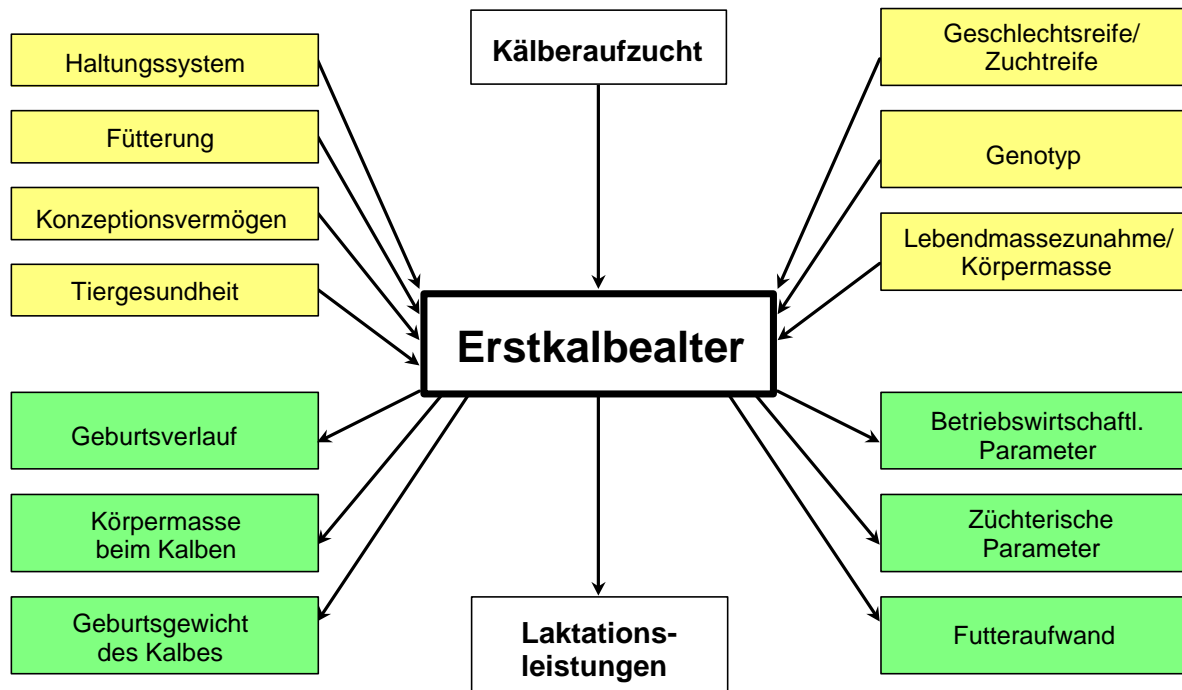 Haltungssystem
Fütterung
Konzeptionsvermögen
Tiergesundheit
Kälberaufzucht
Geschlechtsreife/
Zuchtreife
Genotyp
Lebendmassezunahme/
Körpermasse
Erstkalbealter
Geburtsverlauf
Körpermasse
beim Kalben
Geburtsgewicht
des Kalbes
Laktations-
leistungen
Betriebswirtschaftl.
Parameter
Züchterische
Parameter
Futteraufwand